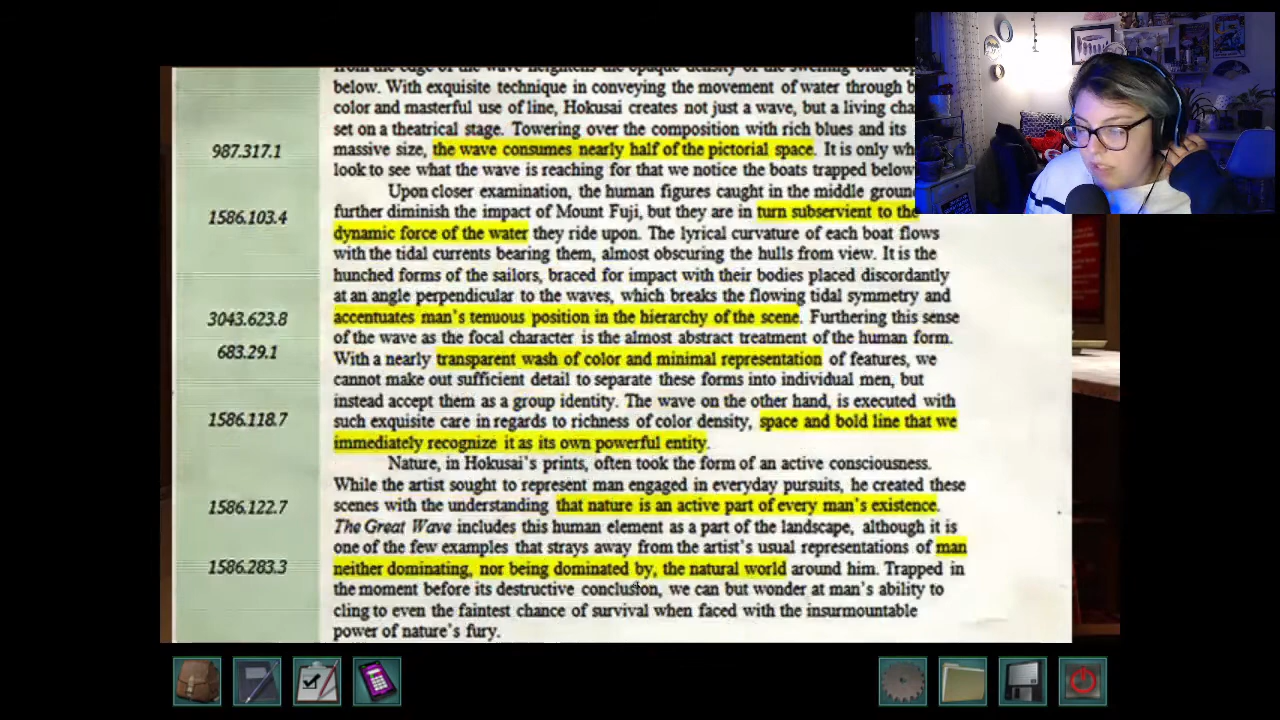 from the edge of the wave heightens the opaque density of the swelling blue
below. With exquisite technique in conveying the movement of water through
color and masterful use of line, Hokusai creates not just a wave, but a living
set on a theatrical stage. Towering over the composition with rich blues and its
987.317.1
massive size, the wave consumes nearly half of the pictorial space. It is only
look to see what the wave is reaching for that we notice the boats trapped below
Upon closer examination, the human figures caught in the middle
1586.103.4
further diminish the impact of Mount Fuji, but they are in turn subservient to the
dynamic force of the water they ride upon. The lyrical curvature of each boat flows
with the tidal currents bearing them, almost obscuring the hulls from view. It is the
hunched forms of the sailors, braced for impact with their bodies placed discordantly
at an angle perpendicular to the waves, which breaks the flowing tidal symmetry and
3043.623.8
accentuates man's tenuous position in the hierarchy of the scene. Furthering this sense
of the wave as the focal character is the almost abstract treatment of the human form.
683.29.1
With a nearly transparent wash of color and minimal representation of features, we
cannot make out sufficient detail to separate these forms into individual men, but
instead accept them as a group identity. The wave on the other hand, is executed with
1586.118.7
such exquisite care in regards to richness of color density, space and bold line that we
immediately recognize it as its own powerful entity.
Nature, in Hokusai's prints, often took the form of an active consciousness.
While the artist sought to represent man engaged in everyday pursuits, he created these
1586.122.7
scenes with the understanding that nature is an active part of every man's existence.
The Great Wave includes this human element as a part of the landscape, although it is
one of the few examples that strays away from the artist's usual representations of man
1586.283.3
neither dominating, nor being dominated by, the natural world around him. Trapped in
the moment before its destructive conclusion, we can but wonder at man's ability to
cling to even the faintest chance of survival when faced with the insurmountable
power of nature's fury.